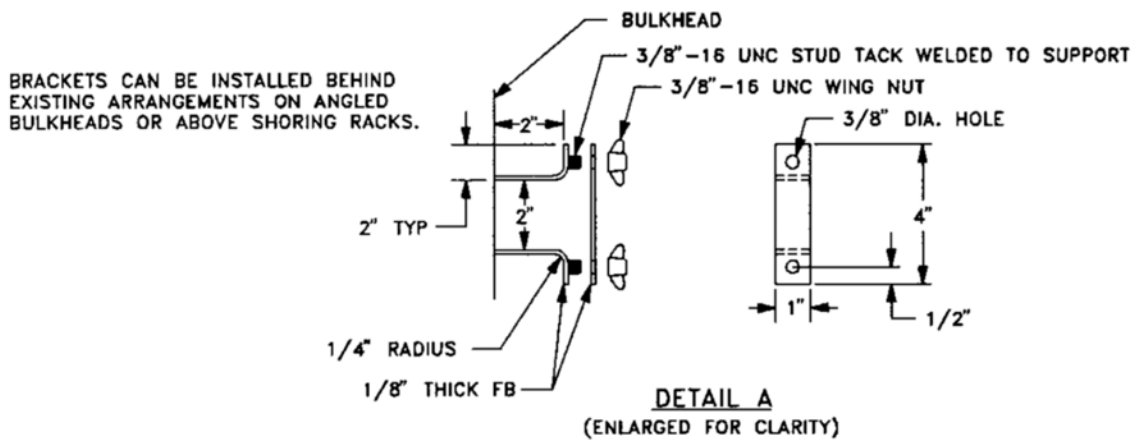 BULKHEAD
3/8"-16 UNC STUD TACK WELDED TO SUPPORT
BRACKETS CAN BE INSTALLED BEHIND
EXISTING ARRANGEMENTS ON ANGLED
BULKHEADS OR ABOVE SHORING RACKS.
3/8"-16 UNC WING NUT
3/8" DIA. HOLE
2"
2" TYP
2"
4"
1"
1/2"
1/4" RADIUS
1/8" THICK FB
DETAIL A
(ENLARGED FOR CLARITY)